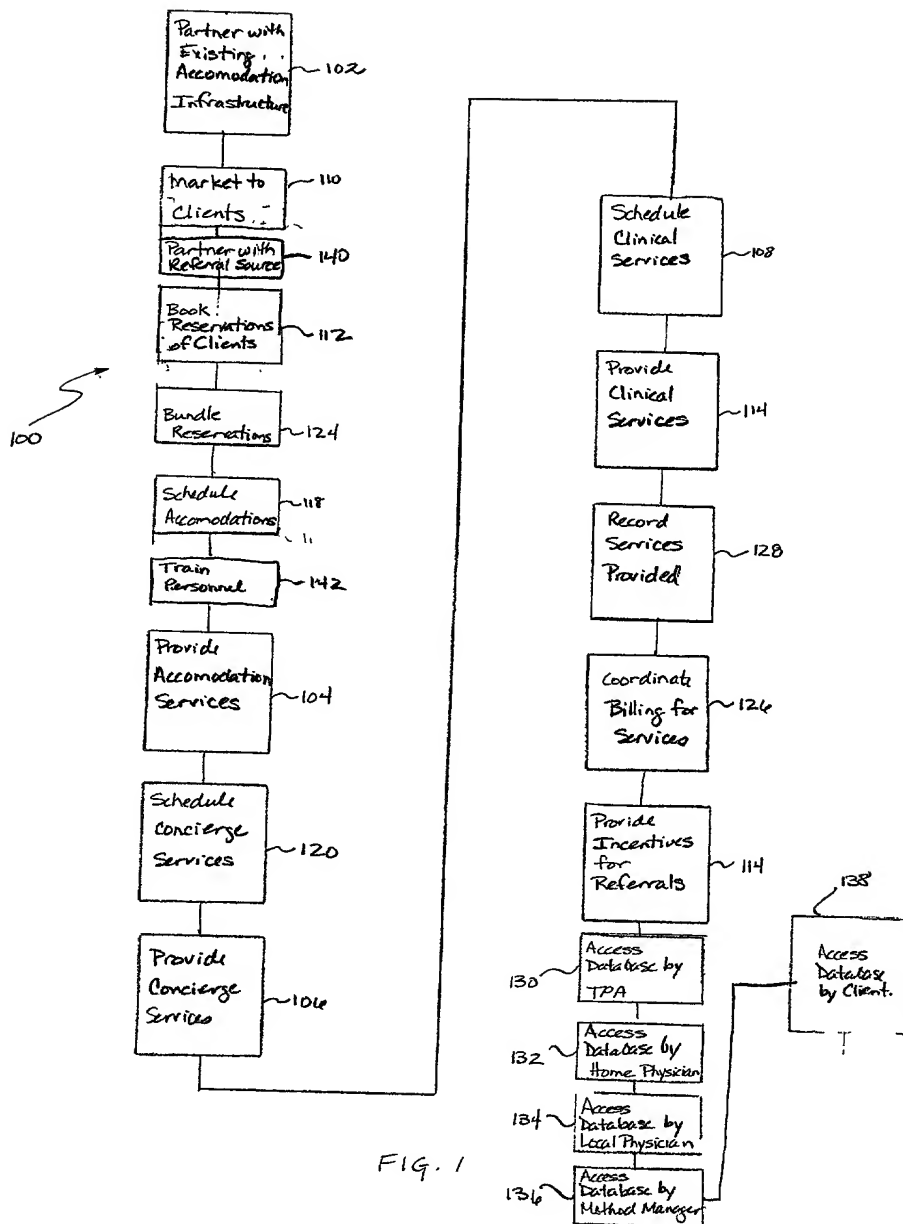 Partner with
Existing
Accomodation
Infrastructure
102
Market to
Clients
110
Partner with
Referral Source
140
Book
Reservations
of Clients
112
100
Bundle
Reservations
124
Schedule
Accomodations
118
Train
Personnel
142
Provide
Accomodation
Services
104
Schedule
Concierge
Services
120
Provide
Concierge
Services
106
Schedule
Clinical
Services
108
Provide
Clinical
Services
114
Record
Services
Provided
128
Coordinate
Billing for
Services
126
Provide
Incentives
for
Referrals
114
Access
Database by
TPA
130
Access
Database by
Home Physician
132
Access
Database by
Local Physician
134
Access
Database by
Method Manager
136
138
Access
Database
by Client.
FIG. 1